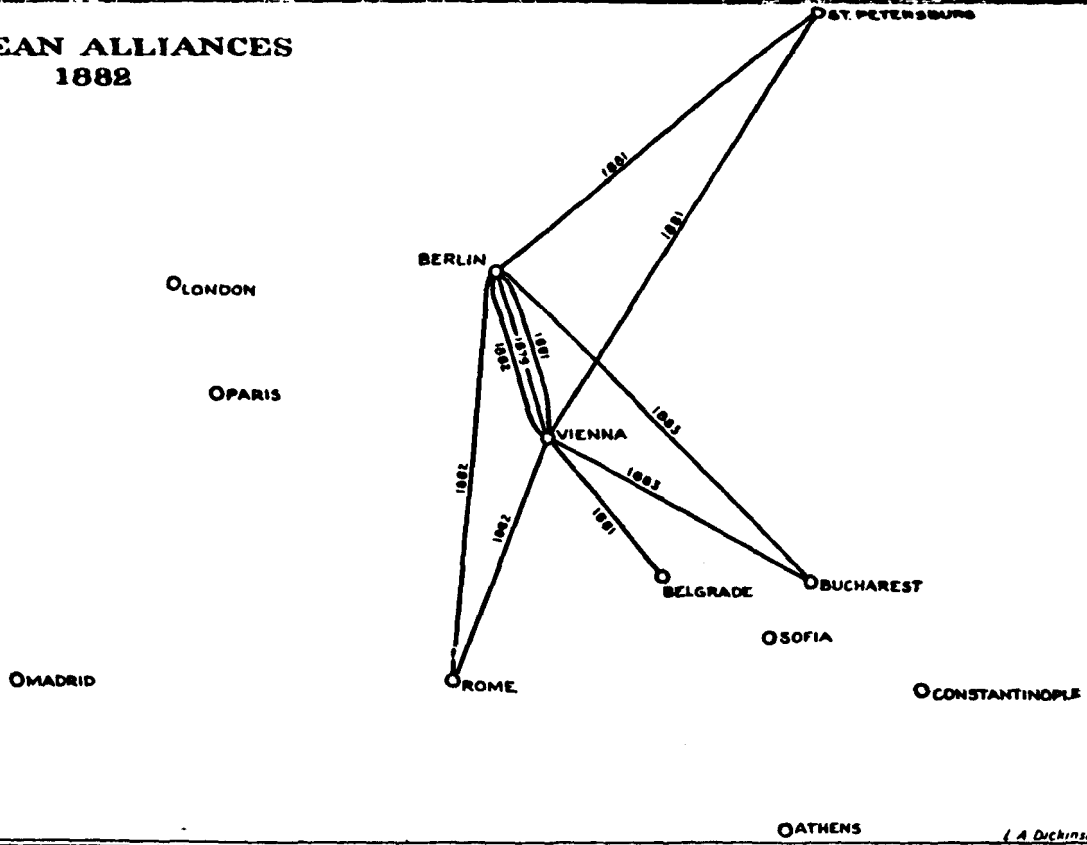 EAN ALLIANCES
1882
ST. PETERSBURG
1881
1881
BERLIN
LONDON
1882
1879
1881
PARIS
1883
VIENNA
1882
1883
1882
1881
BELGRADE
BUCHAREST
SOFIA
MADRID
ROME
CONSTANTINOPLE
ATHENS
L A Dickins